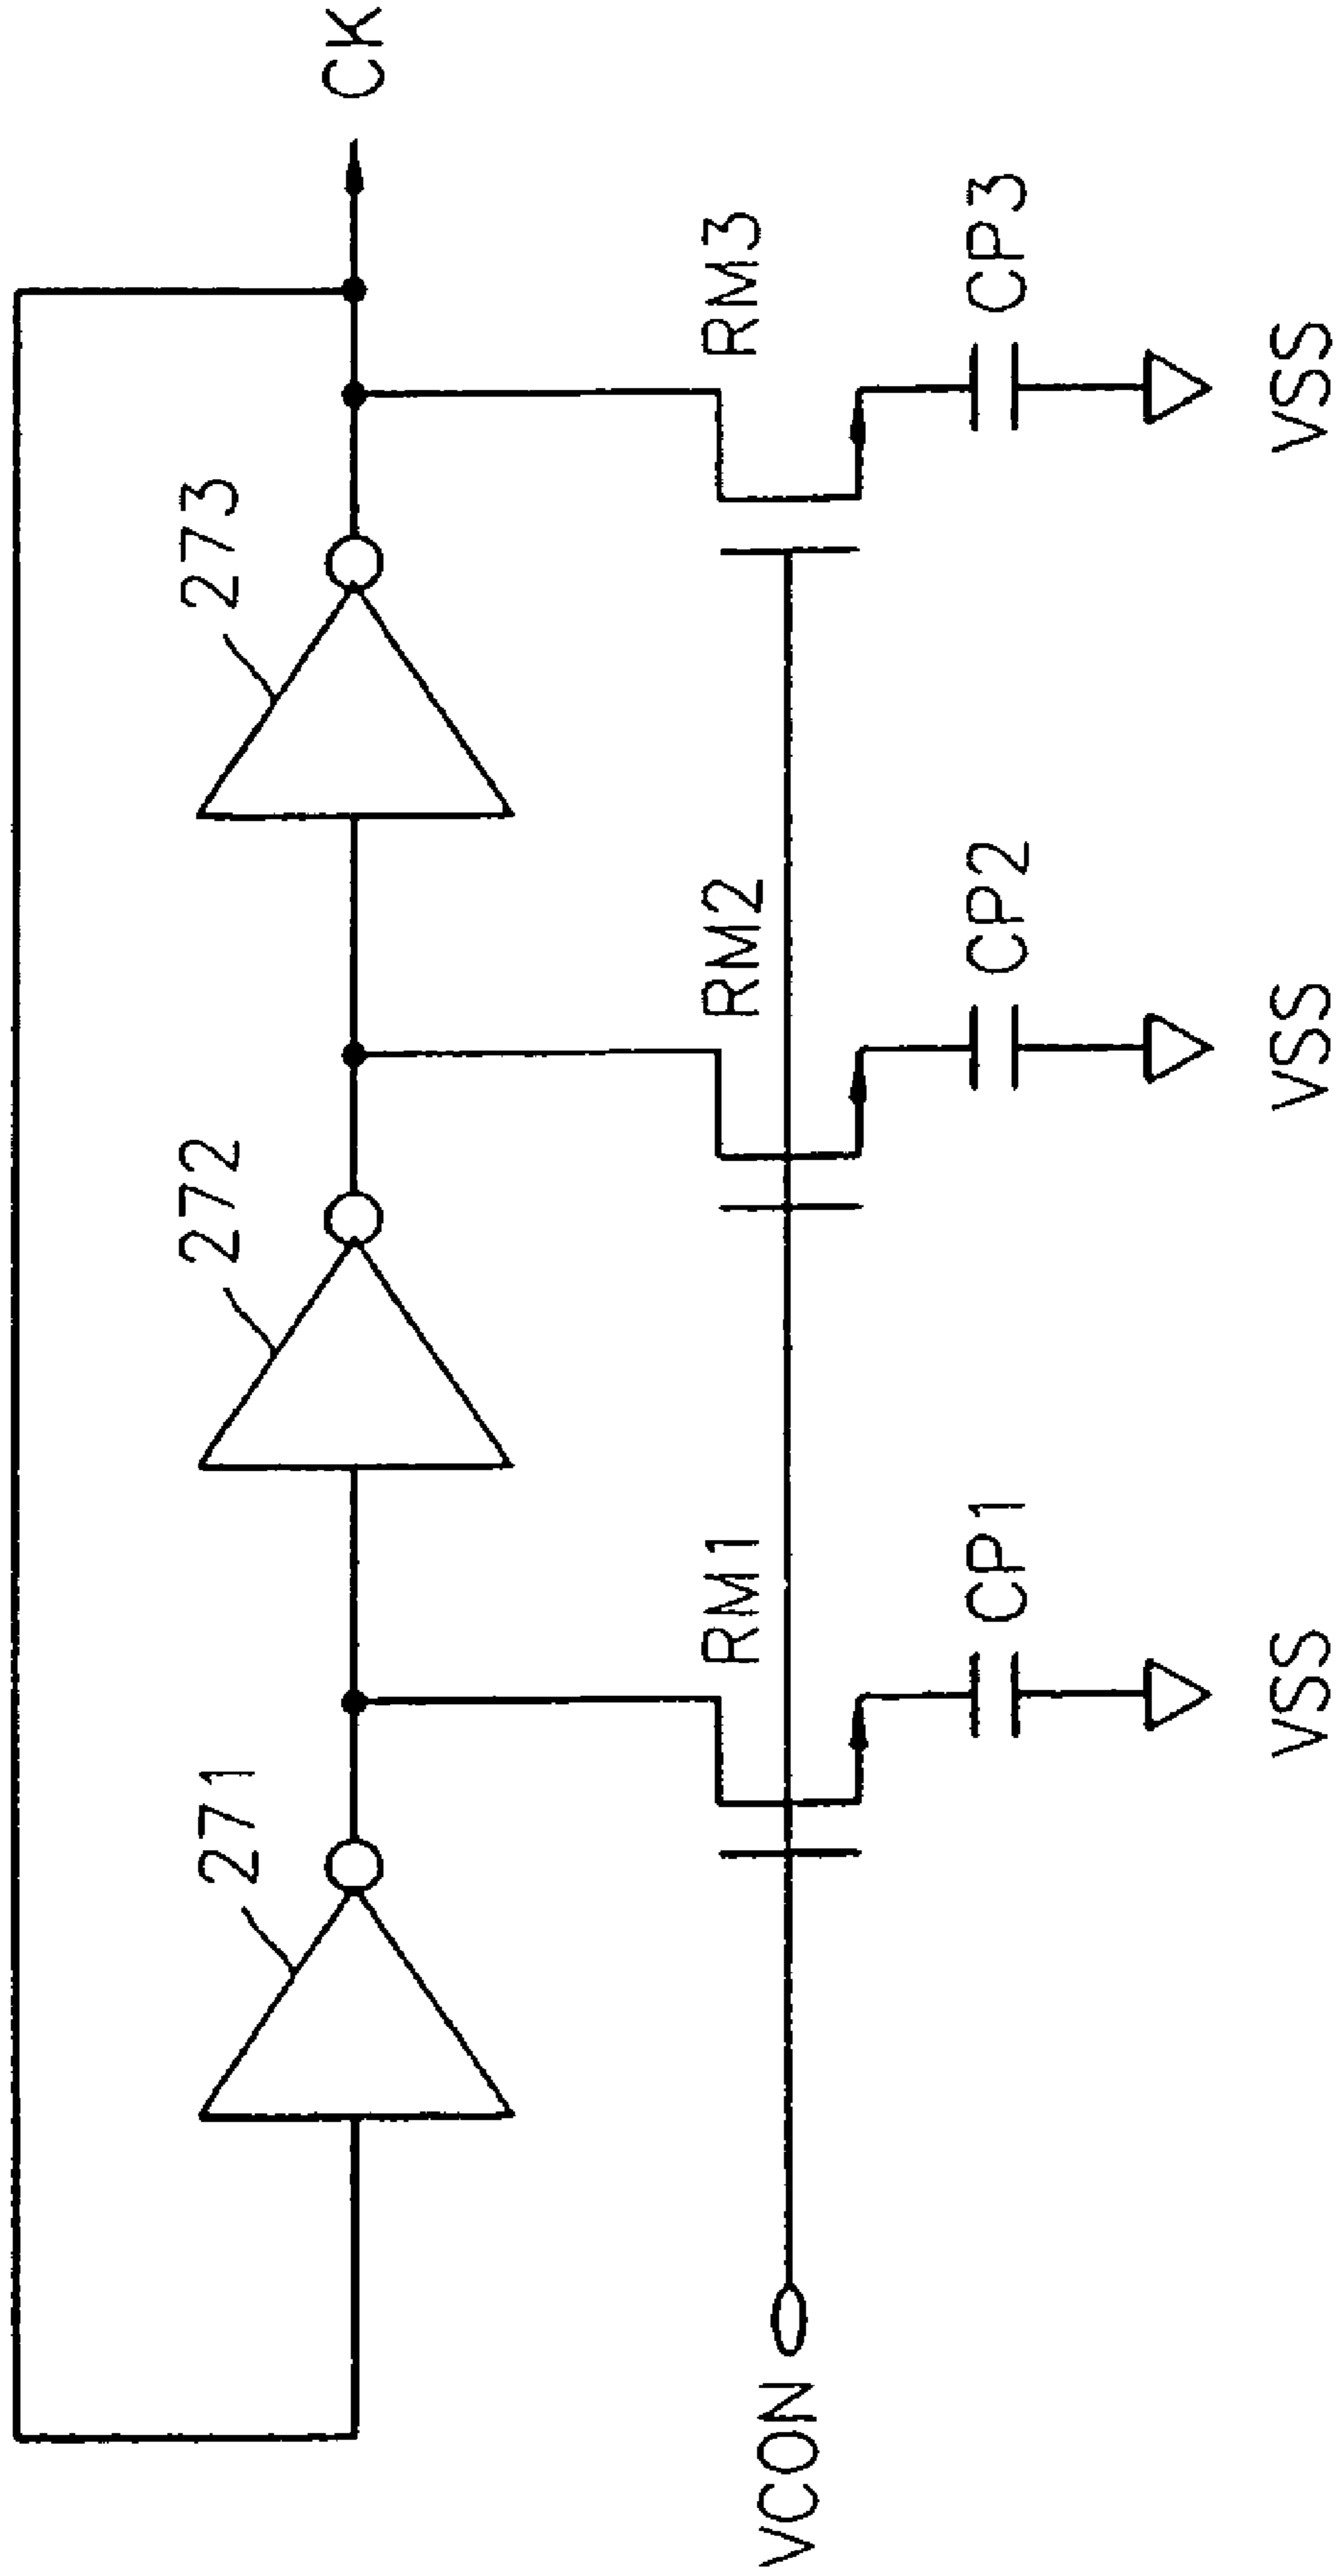 271
272
273
CK
RM1
RM2
RM3
VCON
CP1
CP2
CP3
VSS
VSS
VSS